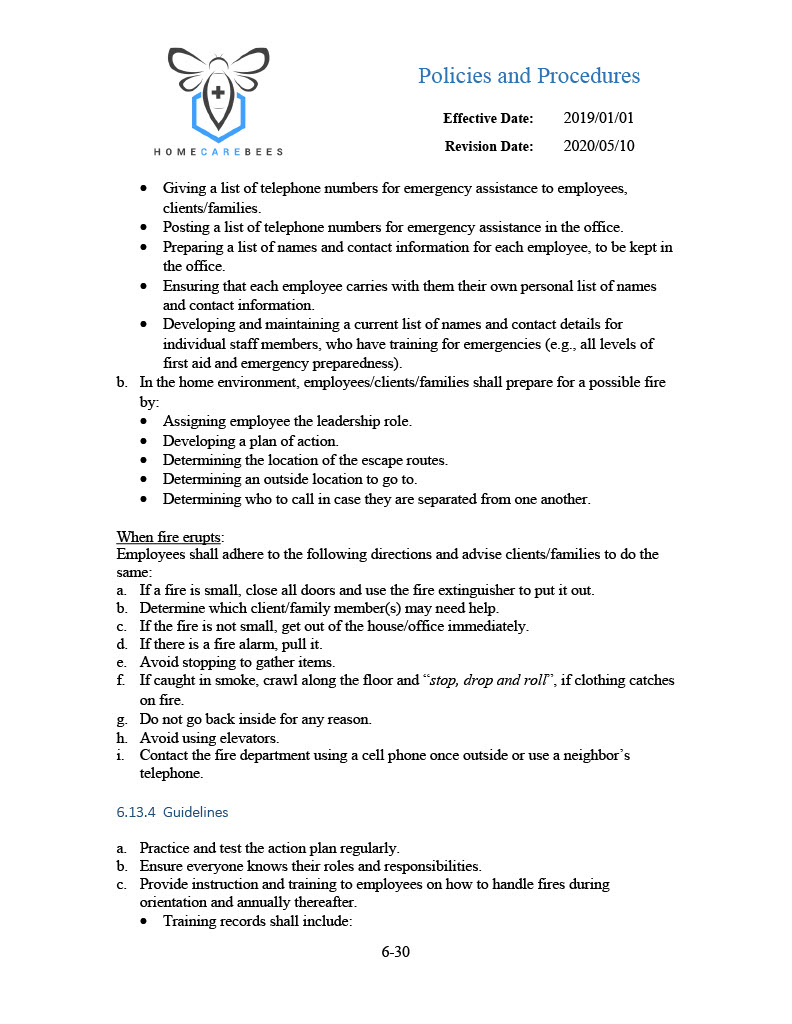 Policies and Procedures
Effective Date: 2019/01/01
Revision Date: 2020/05/10
HOMECAREBEES
• Giving a list of telephone numbers for emergency assistance to employees,
clients/families.
• Posting a list of telephone numbers for emergency assistance in the office.
• Preparing a list of names and contact information for each employee, to be kept in
the office.
• Ensuring that each employee carries with them their own personal list of names
and contact information.
• Developing and maintaining a current list of names and contact details for
individual staff members, who have training for emergencies (e.g., all levels of
first aid and emergency preparedness).
b. In the home environment, employees/clients/families shall prepare for a possible fire
by:
• Assigning employee the leadership role.
• Developing a plan of action.
• Determining the location of the escape routes.
• Determining an outside location to go to.
• Determining who to call in case they are separated from one another.
When fire erupts:
Employees shall adhere to the following directions and advise clients/families to do the
same:
a. If a fire is small, close all doors and use the fire extinguisher to put it out.
b. Determine which client/family member(s) may need help.
c. If the fire is not small, get out of the house/office immediately.
d. If there is a fire alarm, pull it.
e. Avoid stopping to gather items.
f. If caught in smoke, crawl along the floor and “stop, drop and roll”, if clothing catches
on fire.
g. Do not go back inside for any reason.
h. Avoid using elevators.
i. Contact the fire department using a cell phone once outside or use a neighbor’s
telephone.
6.13.4 Guidelines
a. Practice and test the action plan regularly.
b. Ensure everyone knows their roles and responsibilities.
c. Provide instruction and training to employees on how to handle fires during
orientation and annually thereafter.
• Training records shall include:
6-30